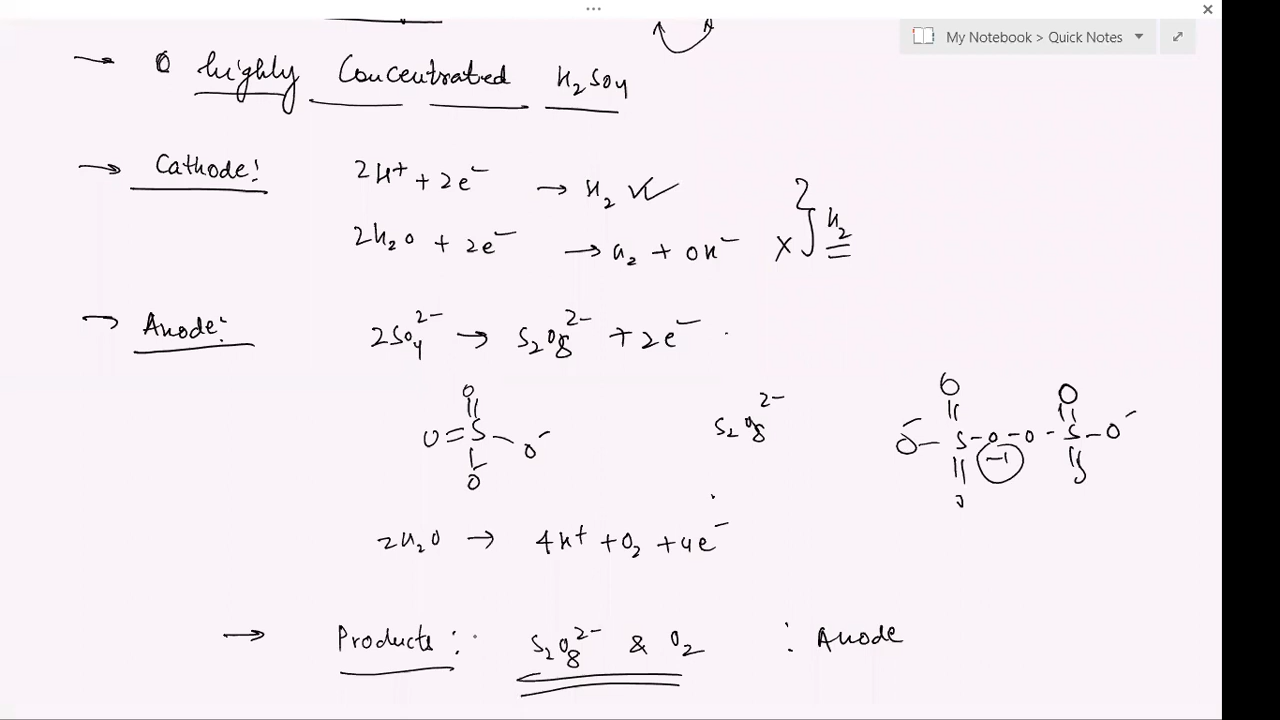 My Notebook > Quick Notes
→ highly Concentrated H2SO4
→ Cathode: 2H+ + 2e− → H2 ✓
2H2O + 2e− → H2 + OH− × } H2
→ Anode: 2SO4 2− → S2O8 2− + 2e−
O
O = S – O−
O
S2O8 2−
O O
O− – S – O – O – S – O−
−1
O
2H2O → 4H+ + O2 + 4e−
→ Products: S2O8 2− & O2 : Anode